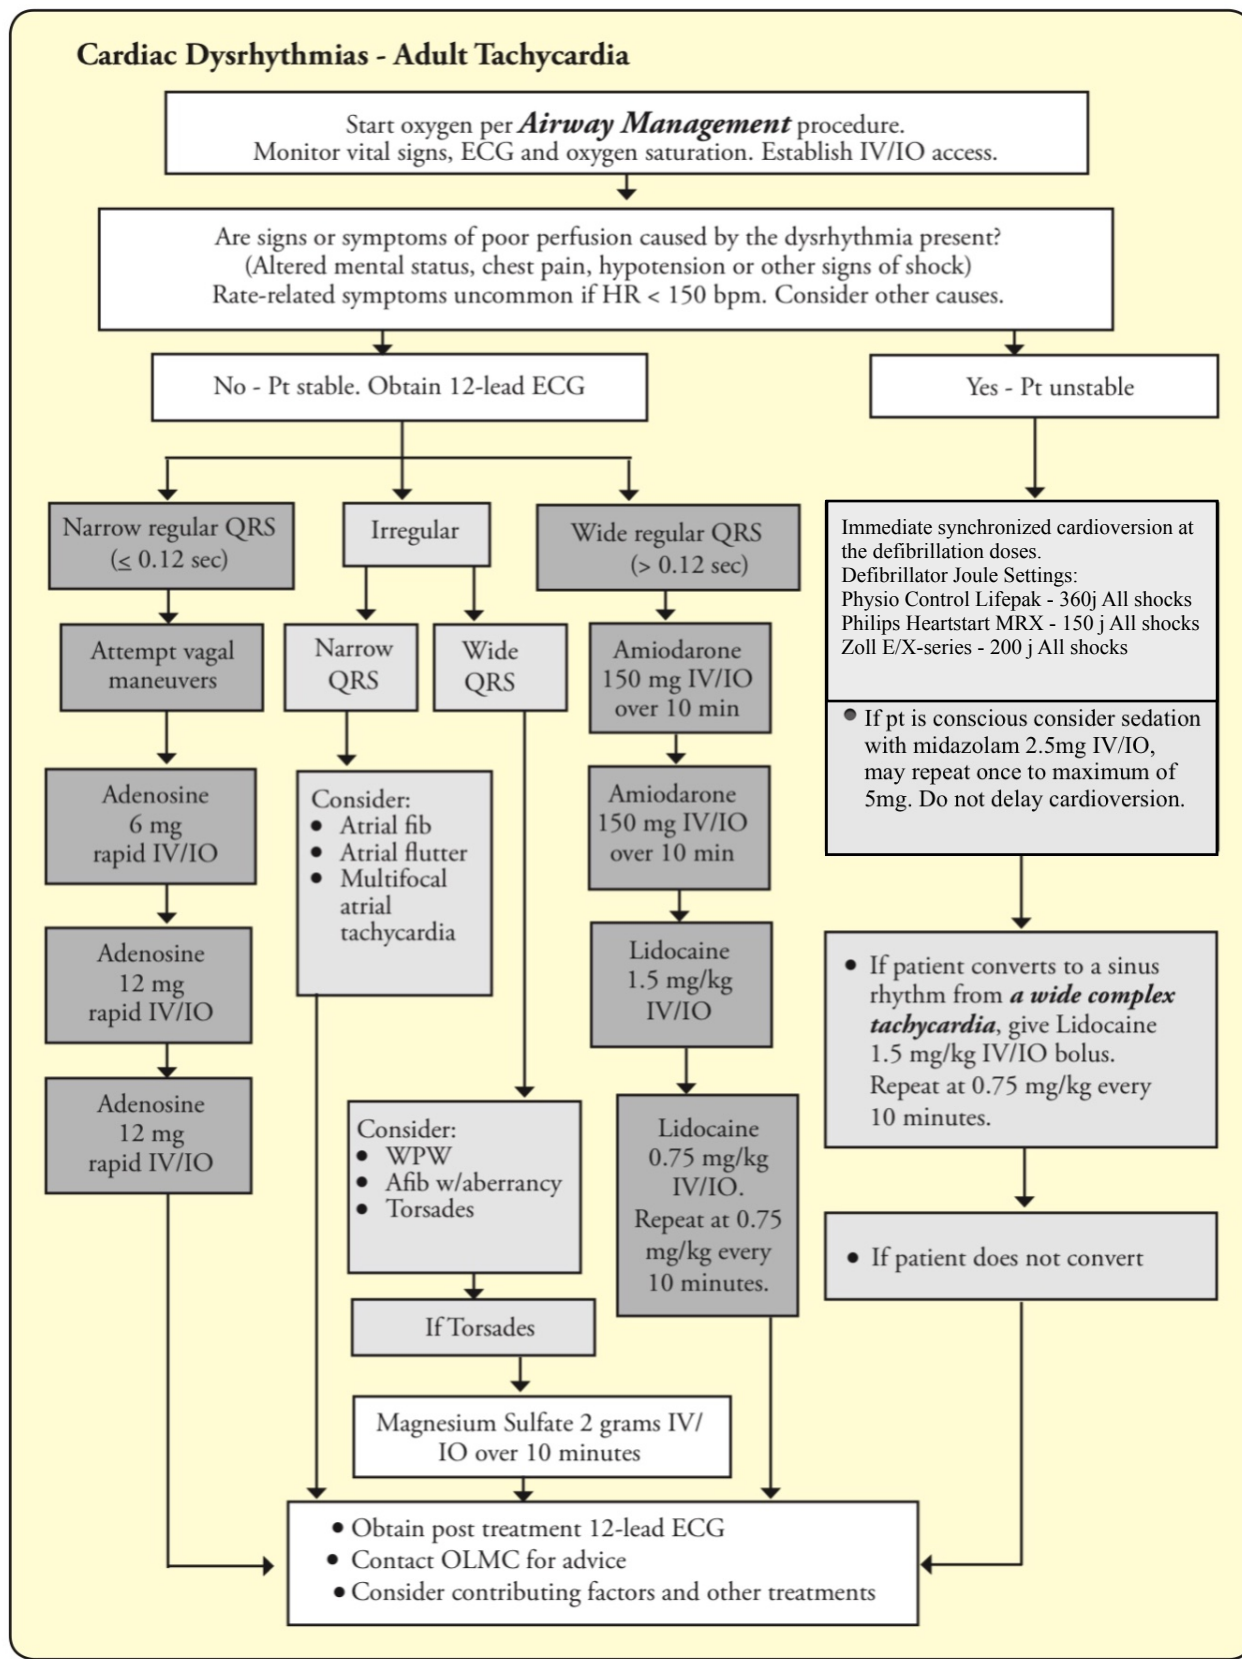 Cardiac Dysrhythmias - Adult Tachycardia
Start oxygen per Airway Management procedure.
Monitor vital signs, ECG and oxygen saturation. Establish IV/IO access.
Are signs or symptoms of poor perfusion caused by the dysrhythmia present?
(Altered mental status, chest pain, hypotension or other signs of shock)
Rate-related symptoms uncommon if HR < 150 bpm. Consider other causes.
No - Pt stable. Obtain 12-lead ECG
Yes - Pt unstable
Narrow regular QRS
(≤ 0.12 sec)
Attempt vagal
maneuvers
Adenosine
6 mg
rapid IV/IO
Adenosine
12 mg
rapid IV/IO
Adenosine
12 mg
rapid IV/IO
Irregular
Narrow
QRS
Consider:
• Atrial fib
• Atrial flutter
• Multifocal
atrial
tachycardia
Wide
QRS
Consider:
• WPW
• Afib w/aberrancy
• Torsades
If Torsades
Magnesium Sulfate 2 grams IV/
IO over 10 minutes
Wide regular QRS
(> 0.12 sec)
Amiodarone
150 mg IV/IO
over 10 min
Amiodarone
150 mg IV/IO
over 10 min
Lidocaine
1.5 mg/kg
IV/IO
Lidocaine
0.75 mg/kg
IV/IO.
Repeat at 0.75
mg/kg every
10 minutes.
Immediate synchronized cardioversion at
the defibrillation doses.
Defibrillator Joule Settings:
Physio Control Lifepak - 360j All shocks
Philips Heartstart MRX - 150 j All shocks
Zoll E/X-series - 200 j All shocks
• If pt is conscious consider sedation
with midazolam 2.5mg IV/IO,
may repeat once to maximum of
5mg. Do not delay cardioversion.
• If patient converts to a sinus
rhythm from a wide complex
tachycardia, give Lidocaine
1.5 mg/kg IV/IO bolus.
Repeat at 0.75 mg/kg every
10 minutes.
• If patient does not convert
• Obtain post treatment 12-lead ECG
• Contact OLMC for advice
• Consider contributing factors and other treatments